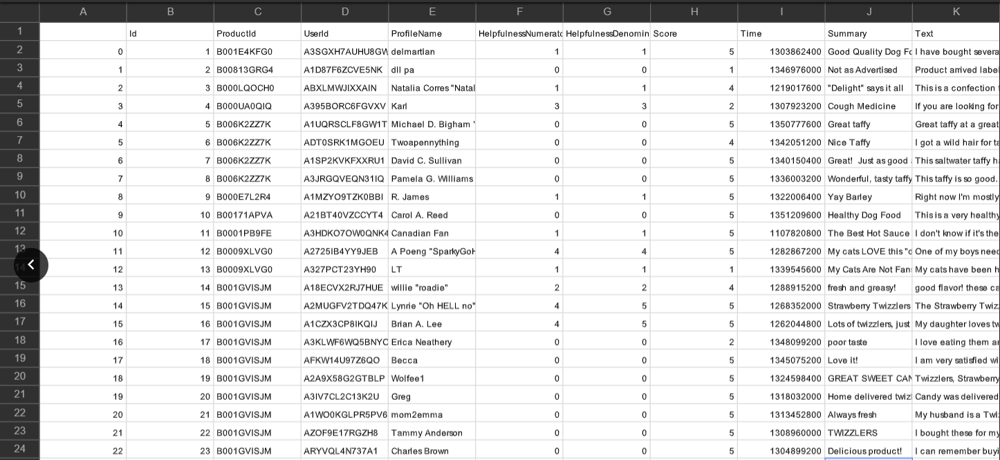 A B C D E F G H I J K
1 Id ProductId UserId ProfileName HelpfulnessNumerato HelpfulnessDenomin Score Time Summary Text
2 0 1 B001E4KFG0 A3SGXH7AUHU8GW delmartian 1 1 5 1303862400 Good Quality Dog Fo I have bought severa
3 1 2 B00813GRG4 A1D87F6ZCVE5NK dll pa 0 0 1 1346976000 Not as Advertised Product arrived labe
4 2 3 B000LQOCH0 ABXLMWJIXXAIN Natalia Corres "Natal 1 1 4 1219017600 "Delight" says it all This is a confection
5 3 4 B000UA0QIQ A395BORC6FGVXV Karl 3 3 2 1307923200 Cough Medicine If you are looking for
6 4 5 B006K2ZZ7K A1UQRSCLF8GW1T Michael D. Bigham " 0 0 5 1350777600 Great taffy Great taffy at a great
7 5 6 B006K2ZZ7K ADT0SRK1MGOEU Twoapennything 0 0 4 1342051200 Nice Taffy I got a wild hair for ta
8 6 7 B006K2ZZ7K A1SP2KVKFXXRU1 David C. Sullivan 0 0 5 1340150400 Great! Just as good This saltwater taffy ha
9 7 8 B006K2ZZ7K A3JRGQVEQN31IQ Pamela G. Williams 0 0 5 1336003200 Wonderful, tasty taffy This taffy is so good.
10 8 9 B000E7L2R4 A1MZYO9TZK0BBI R. James 1 1 5 1322006400 Yay Barley Right now I'm mostly
11 9 10 B00171APVA A21BT40VZCCYT4 Carol A. Reed 0 0 5 1351209600 Healthy Dog Food This is a very healthy
12 10 11 B0001PB9FE A3HDKO7OW0QNK4 Canadian Fan 1 1 5 1107820800 The Best Hot Sauce I don't know if it's the
13 11 12 B0009XLVG0 A2725IB4YY9JEB A Poeng "SparkyGoH 4 4 5 1282867200 My cats LOVE this "d One of my boys need
14 12 13 B0009XLVG0 A327PCT23YH90 LT 1 1 1 1339545600 My Cats Are Not Fans My cats have been h
15 13 14 B001GVISJM A18ECVX2RJ7HUE willie "roadie" 2 2 4 1288915200 fresh and greasy! good flavor! these ca
16 14 15 B001GVISJM A2MUGFV2TDQ47K Lynrie "Oh HELL no" 4 5 5 1268352000 Strawberry Twizzlers The Strawberry Twiz
17 15 16 B001GVISJM A1CZX3CP8IKQIJ Brian A. Lee 4 5 5 1262044800 Lots of twizzlers, just My daughter loves tw
18 16 17 B001GVISJM A3KLWF6WQ5BNYO Erica Neathery 0 0 2 1348099200 poor taste I love eating them an
19 17 18 B001GVISJM AFKW14U97Z6QO Becca 0 0 5 1345075200 Love it! I am very satisfied wi
20 18 19 B001GVISJM A2A9X58G2GTBLP Wolfee1 0 0 5 1324598400 GREAT SWEET CAN Twizzlers, Strawberry
21 19 20 B001GVISJM A3IV7CL2C13K2U Greg 0 0 5 1318032000 Home delivered twiz Candy was delivered
22 20 21 B001GVISJM A1WO0KGLPR5PV6 mom2emma 0 0 5 1313452800 Always fresh My husband is a Twi
23 21 22 B001GVISJM AZOF9E17RGZH8 Tammy Anderson 0 0 5 1308960000 TWIZZLERS I bought these for my
24 22 23 B001GVISJM ARYVQL4N737A1 Charles Brown 0 0 5 1304899200 Delicious product! I can remember buyi